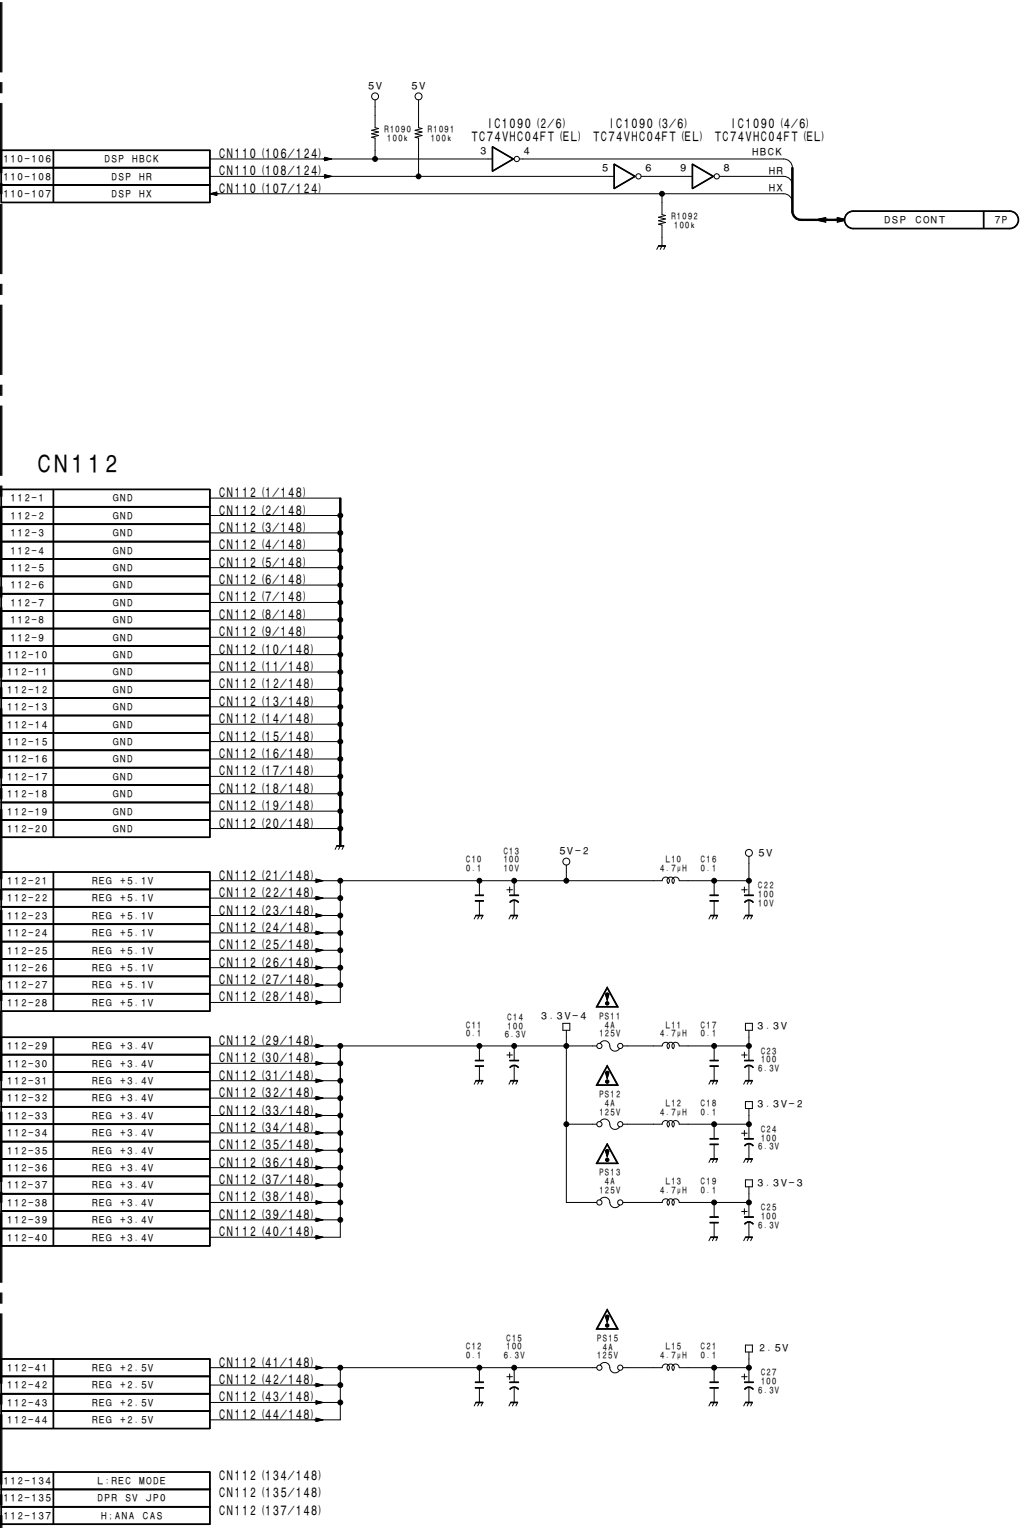 5V 5V
R1090 100k
R1091 100k
IC1090 (2/6) IC1090 (3/6) IC1090 (4/6)
TC74VHC04FT (EL) TC74VHC04FT (EL) TC74VHC04FT (EL)
110-106 DSP HBCK CN110 (106/124) 3 4 HBCK
110-108 DSP HR CN110 (108/124) 5 6 9 8 HR
110-107 DSP HX CN110 (107/124) HX
R1092
100k
DSP CONT 7P
CN112
112-1 GND CN112 (1/148)
112-2 GND CN112 (2/148)
112-3 GND CN112 (3/148)
112-4 GND CN112 (4/148)
112-5 GND CN112 (5/148)
112-6 GND CN112 (6/148)
112-7 GND CN112 (7/148)
112-8 GND CN112 (8/148)
112-9 GND CN112 (9/148)
112-10 GND CN112 (10/148)
112-11 GND CN112 (11/148)
112-12 GND CN112 (12/148)
112-13 GND CN112 (13/148)
112-14 GND CN112 (14/148)
112-15 GND CN112 (15/148)
112-16 GND CN112 (16/148)
112-17 GND CN112 (17/148)
112-18 GND CN112 (18/148)
112-19 GND CN112 (19/148)
112-20 GND CN112 (20/148)
112-21 REG +5.1V CN112 (21/148)
112-22 REG +5.1V CN112 (22/148)
112-23 REG +5.1V CN112 (23/148)
112-24 REG +5.1V CN112 (24/148)
112-25 REG +5.1V CN112 (25/148)
112-26 REG +5.1V CN112 (26/148)
112-27 REG +5.1V CN112 (27/148)
112-28 REG +5.1V CN112 (28/148)
C10 0.1
C13 100 10V
5V-2
L10 4.7μH
C16 0.1
5V
C22 100 10V
112-29 REG +3.4V CN112 (29/148)
112-30 REG +3.4V CN112 (30/148)
112-31 REG +3.4V CN112 (31/148)
112-32 REG +3.4V CN112 (32/148)
112-33 REG +3.4V CN112 (33/148)
112-34 REG +3.4V CN112 (34/148)
112-35 REG +3.4V CN112 (35/148)
112-36 REG +3.4V CN112 (36/148)
112-37 REG +3.4V CN112 (37/148)
112-38 REG +3.4V CN112 (38/148)
112-39 REG +3.4V CN112 (39/148)
112-40 REG +3.4V CN112 (40/148)
C11 0.1
C14 100 6.3V
3.3V-4
PS11 4A 125V
L11 4.7μH
C17 0.1
3.3V
C23 100 6.3V
PS12 4A 125V
L12 4.7μH
C18 0.1
3.3V-2
C24 100 6.3V
PS13 4A 125V
L13 4.7μH
C19 0.1
3.3V-3
C25 100 6.3V
112-41 REG +2.5V CN112 (41/148)
112-42 REG +2.5V CN112 (42/148)
112-43 REG +2.5V CN112 (43/148)
112-44 REG +2.5V CN112 (44/148)
C12 0.1
C15 100 6.3V
PS15 4A 125V
L15 4.7μH
C21 0.1
2.5V
C27 100 6.3V
112-134 L:REC MODE CN112 (134/148)
112-135 DPR SV JP0 CN112 (135/148)
112-137 H:ANA CAS CN112 (137/148)